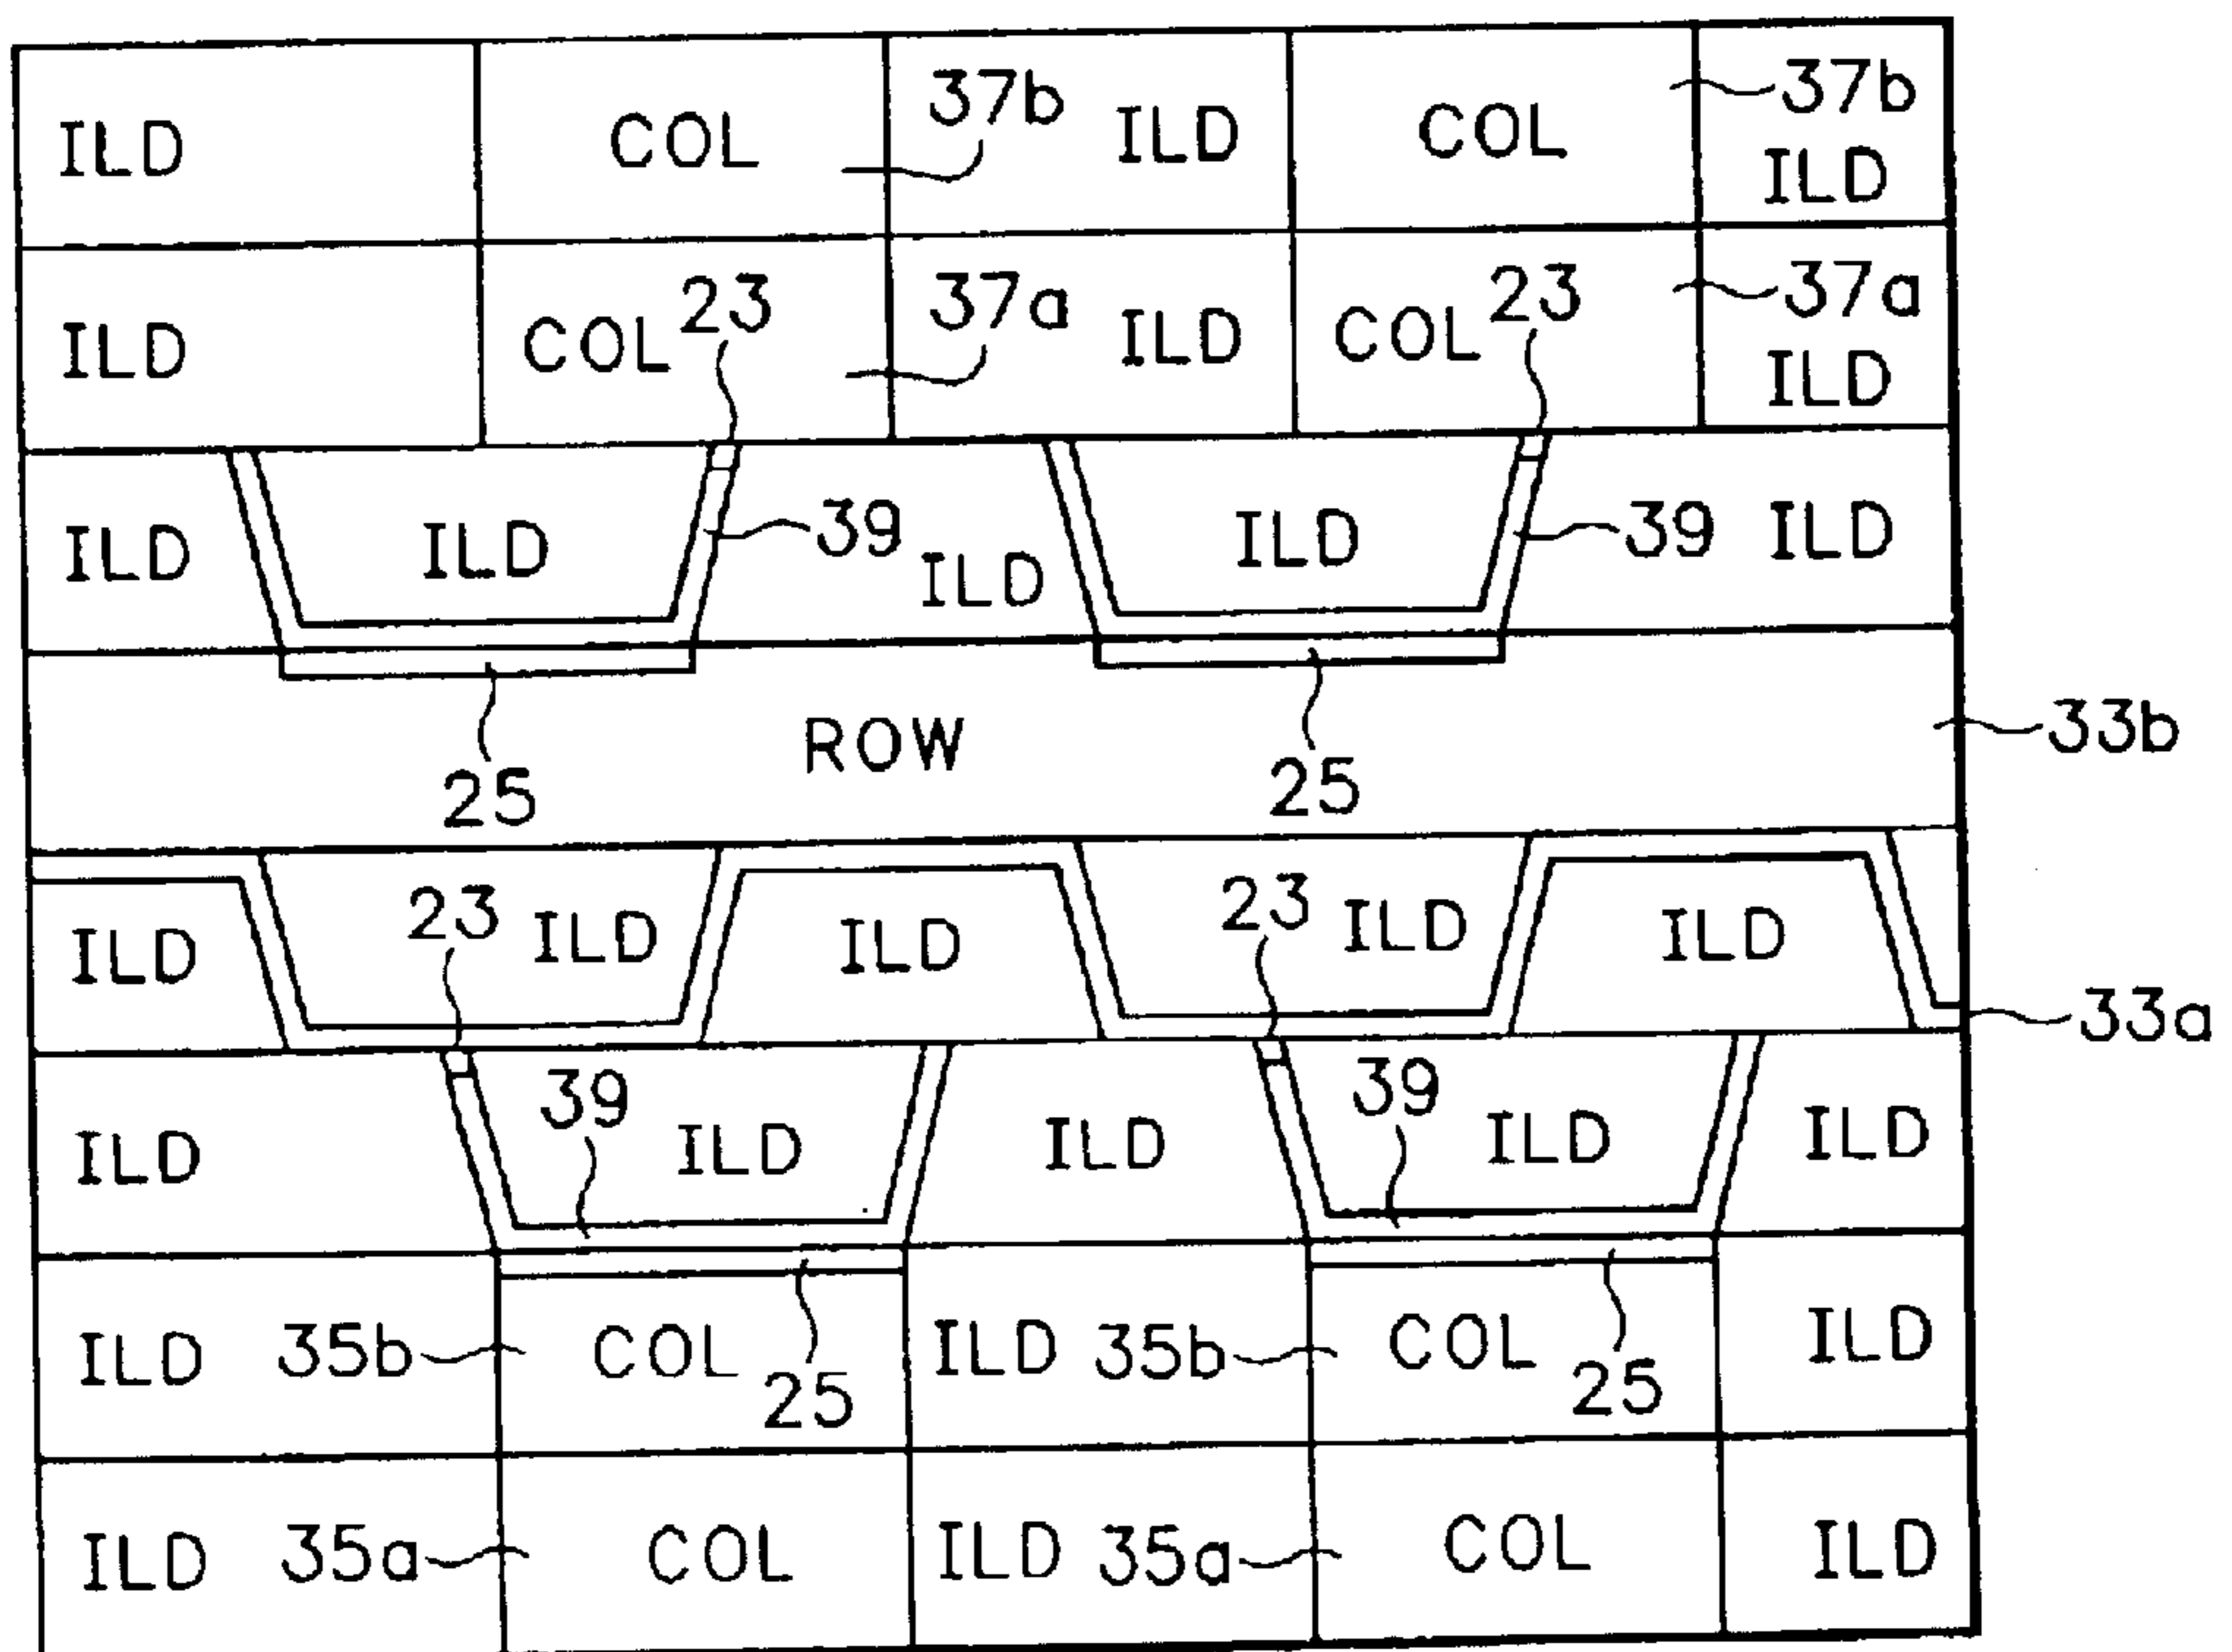 ILD COL 37b ILD COL 37b ILD
ILD COL 23 37a ILD COL 23 37a ILD
ILD ILD 39 ILD ILD 39 ILD
25 ROW 25 33b
ILD 23 ILD ILD 23 ILD ILD 33a
ILD 39 ILD ILD 39 ILD ILD
ILD 35b COL 25 ILD 35b COL 25 ILD
ILD 35a COL ILD 35a COL ILD